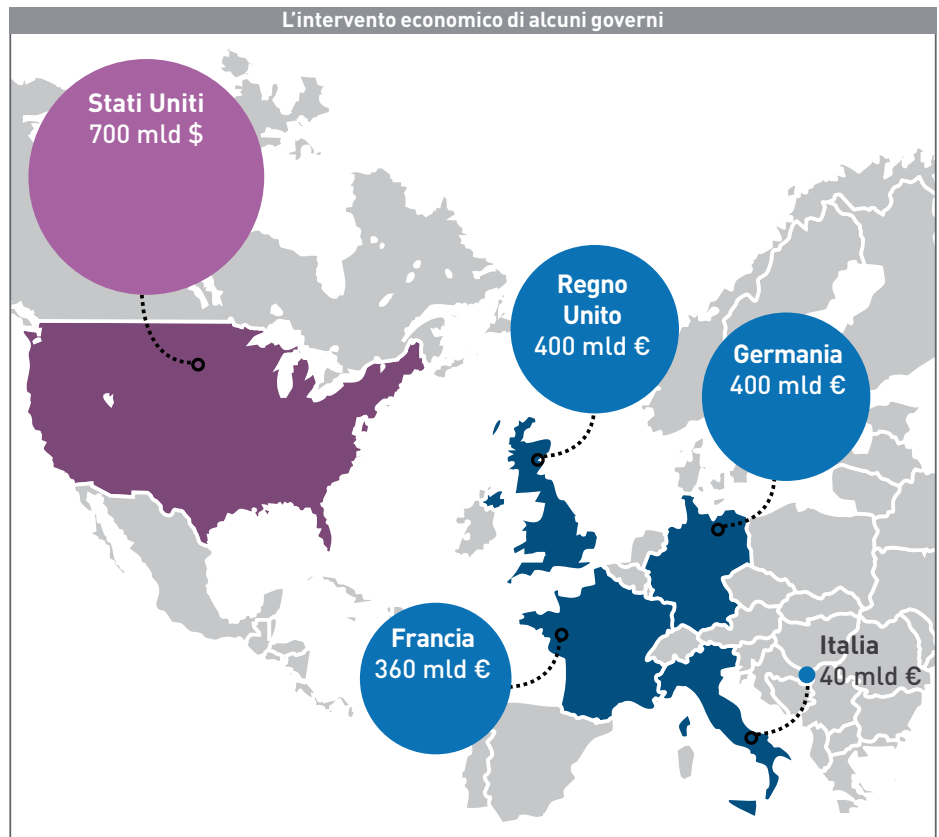 L'intervento economico di alcuni governi
Stati Uniti
700 mld $
Regno
Unito
400 mld €
Germania
400 mld €
Francia
360 mld €
Italia
40 mld €